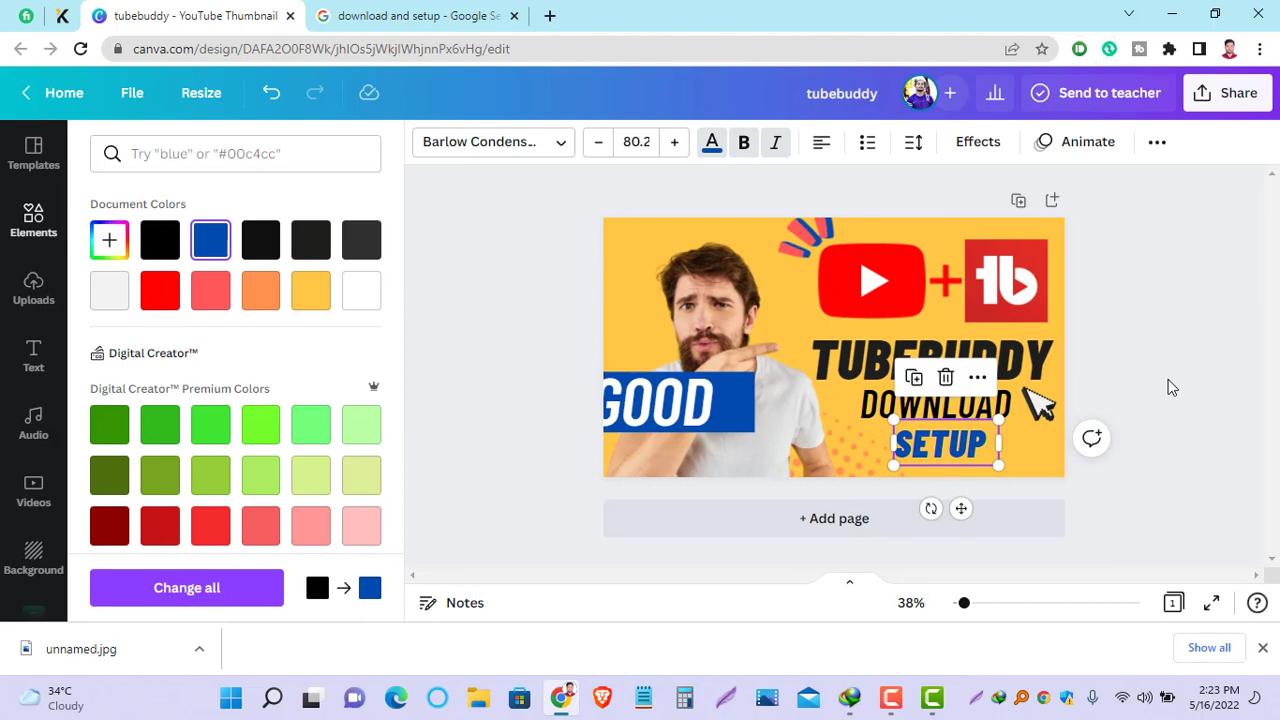 tubebuddy - YouTube Thumbnail
download and setup - Google Se
canva.com/design/DAFA2O0F8Wk/jhIOs5jWkjlWhjnnPx6vHg/edit
Home
File
Resize
tubebuddy
Send to teacher
Share
Templates
Elements
Uploads
Text
Audio
Videos
Background
Try "blue" or "#00c4cc"
Document Colors
Digital Creator™
Digital Creator™ Premium Colors
Change all
Barlow Condens...
80.2
A
B
I
Effects
Animate
tb
TUBEBUDDY
DOWNLOAD
SETUP
GOOD
+ Add page
Notes
38%
1
unnamed.jpg
Show all
34°C
Cloudy
2:23 PM
5/16/2022